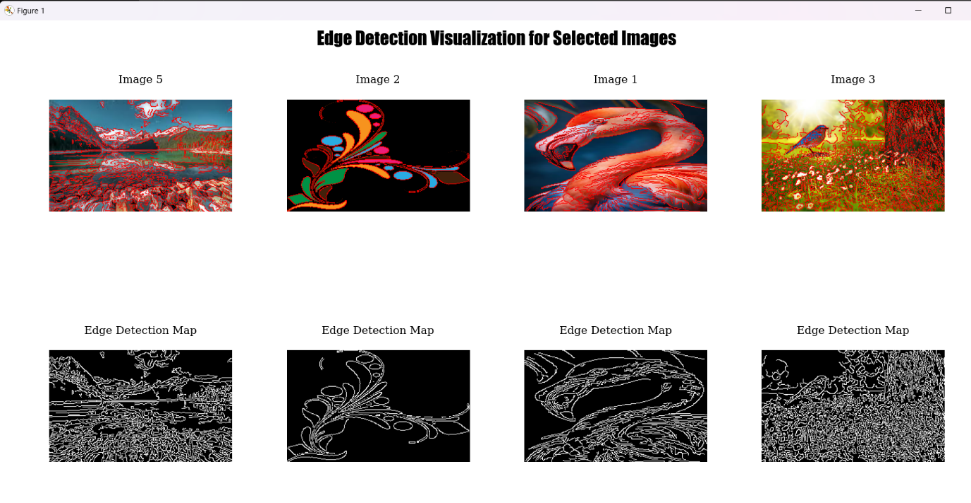 Figure 1
Edge Detection Visualization for Selected Images
Image 5
Image 2
Image 1
Image 3
Edge Detection Map
Edge Detection Map
Edge Detection Map
Edge Detection Map